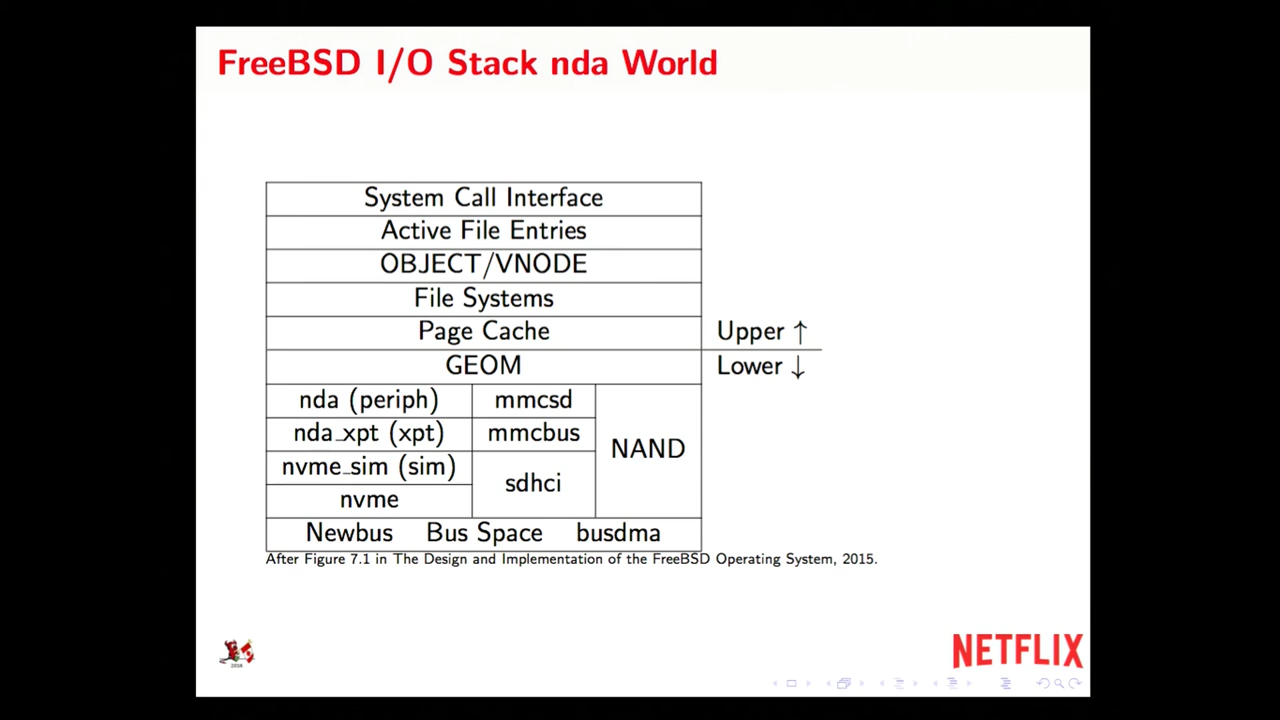 FreeBSD I/O Stack nda World
System Call Interface
Active File Entries
OBJECT/VNODE
File Systems
Page Cache
Upper ↑
GEOM
Lower ↓
nda (periph)
mmcsd
nda_xpt (xpt)
mmcbus
NAND
nvme_sim (sim)
sdhci
nvme
Newbus Bus Space busdma
After Figure 7.1 in The Design and Implementation of the FreeBSD Operating System, 2015.
NETFLIX